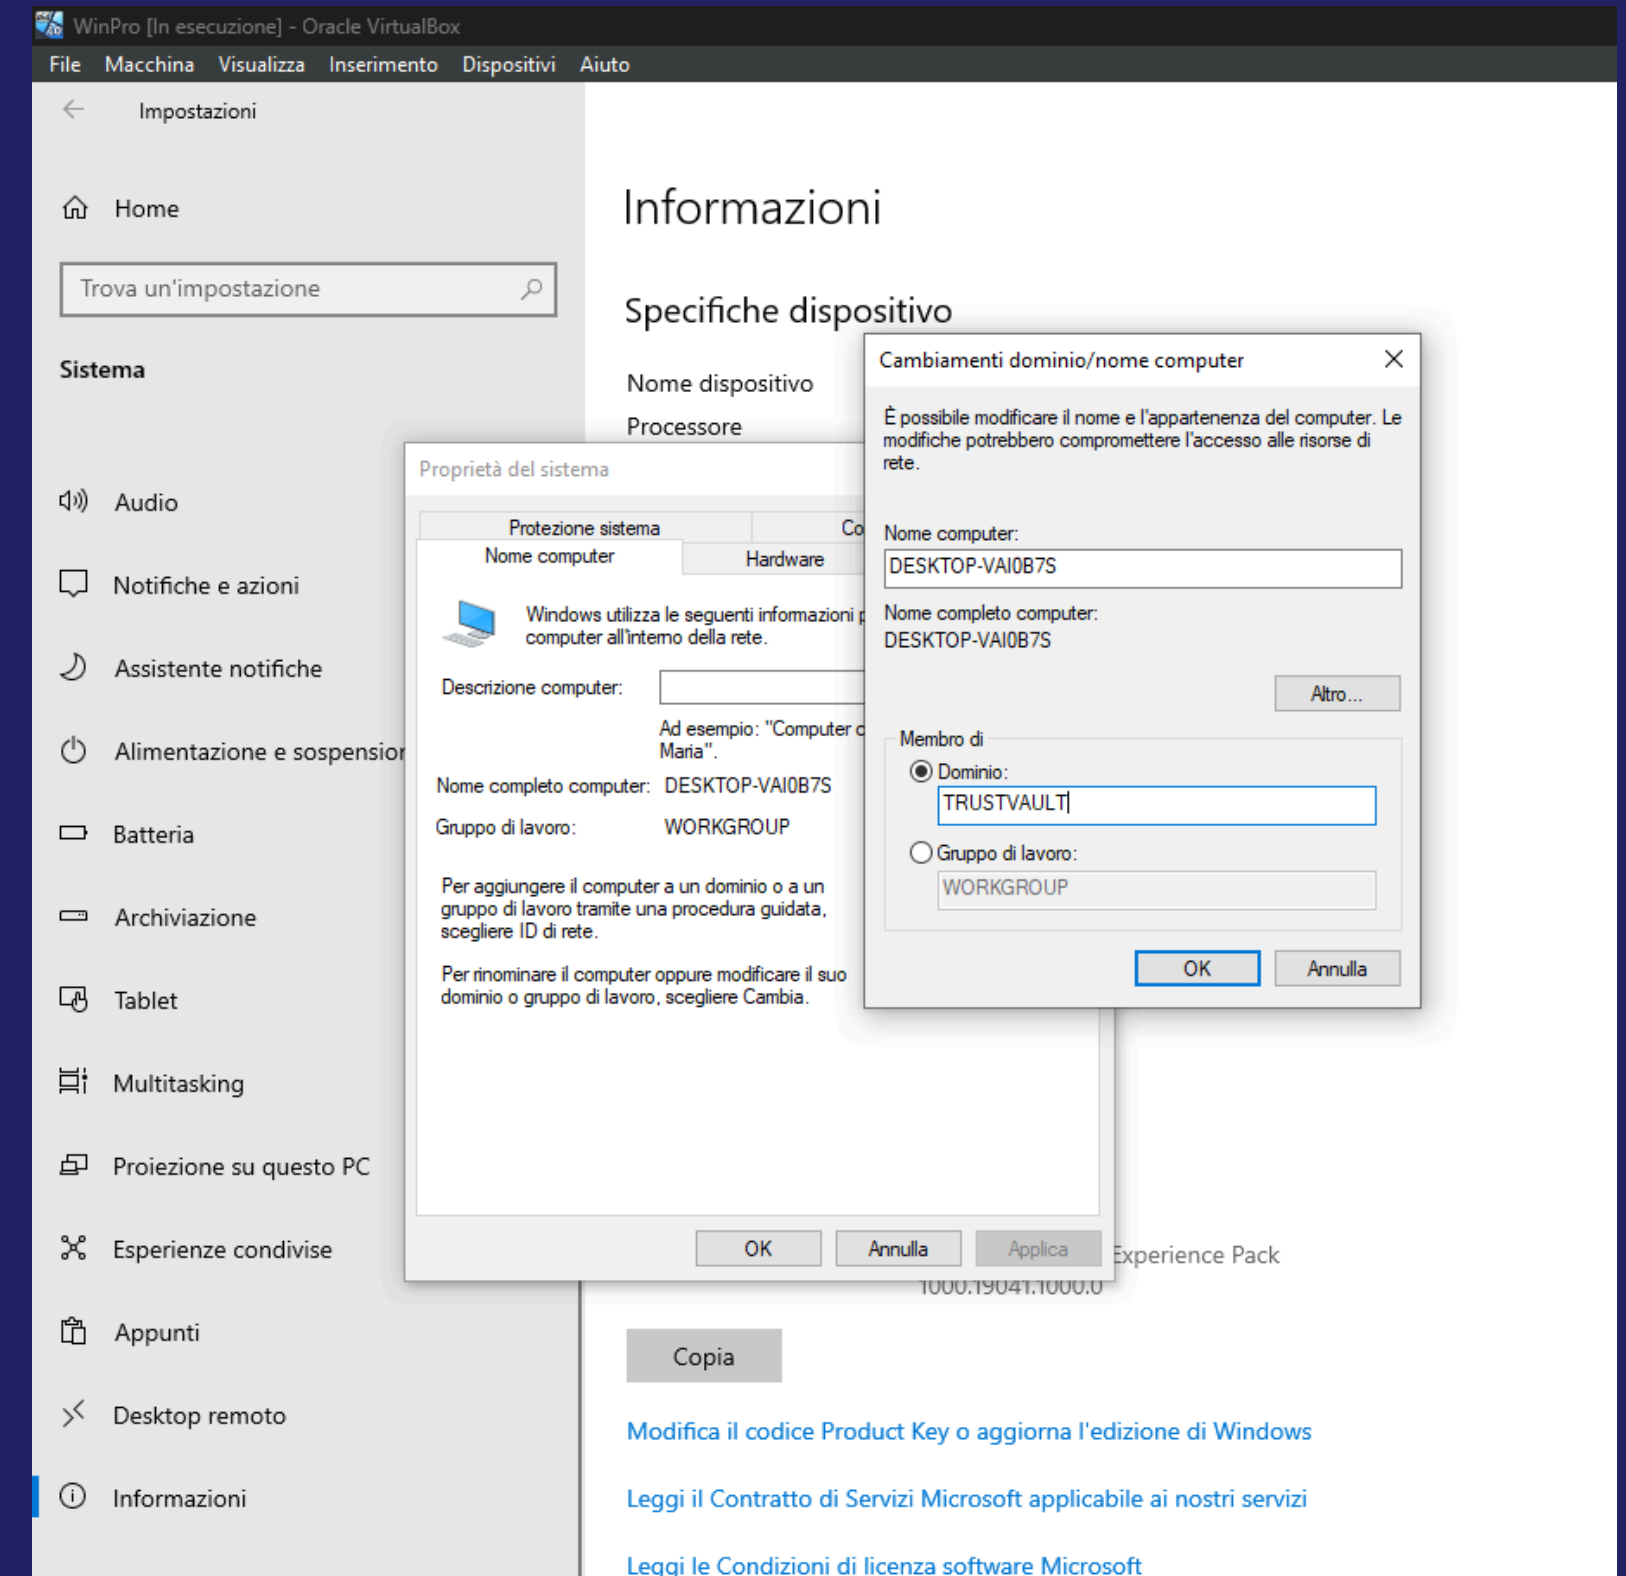 WinPro [In esecuzione] - Oracle VirtualBox
File Macchina Visualizza Inserimento Dispositivi Aiuto
Impostazioni
Home
Trova un'impostazione
Sistema
Audio
Notifiche e azioni
Assistente notifiche
Alimentazione e sospension
Batteria
Archiviazione
Tablet
Multitasking
Proiezione su questo PC
Esperienze condivise
Appunti
Desktop remoto
Informazioni
Informazioni
Specifiche dispositivo
Nome dispositivo
Processore
Proprietà del sistema
Protezione sistema
Co
Nome computer
Hardware
Windows utilizza le seguenti informazioni p
computer all'interno della rete.
Descrizione computer:
Ad esempio: "Computer c
Maria".
Nome completo computer: DESKTOP-VAI0B7S
Gruppo di lavoro: WORKGROUP
Per aggiungere il computer a un dominio o a un
gruppo di lavoro tramite una procedura guidata,
scegliere ID di rete.
Per rinominare il computer oppure modificare il suo
dominio o gruppo di lavoro, scegliere Cambia.
OK Annulla Applica
Cambiamenti dominio/nome computer
È possibile modificare il nome e l'appartenenza del computer. Le
modifiche potrebbero compromettere l'accesso alle risorse di
rete.
Nome computer:
DESKTOP-VAI0B7S
Nome completo computer:
DESKTOP-VAI0B7S
Altro...
Membro di
Dominio:
TRUSTVAULT
Gruppo di lavoro:
WORKGROUP
OK Annulla
Experience Pack
1000.19041.1000.0
Copia
Modifica il codice Product Key o aggiorna l'edizione di Windows
Leggi il Contratto di Servizi Microsoft applicabile ai nostri servizi
Leggi le Condizioni di licenza software Microsoft